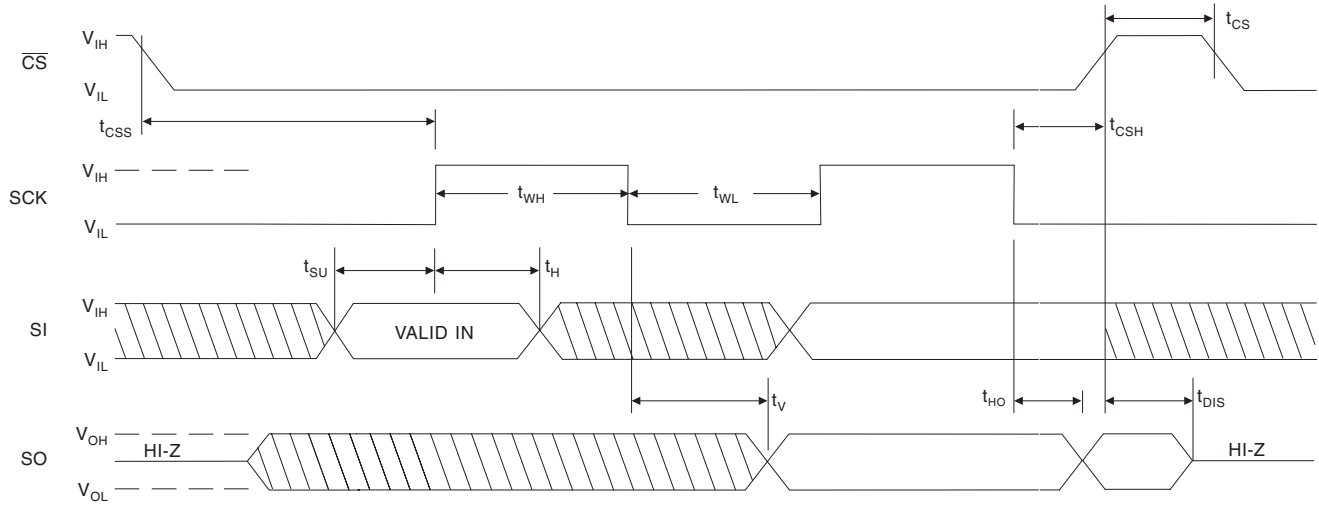 V_IH
t_CS
CS
V_IL
t_CSS
t_CSH
V_IH
SCK
t_WH
t_WL
V_IL
t_SU
t_H
V_IH
SI
VALID IN
V_IL
t_V
t_HO
t_DIS
V_OH
HI-Z
HI-Z
SO
V_OL